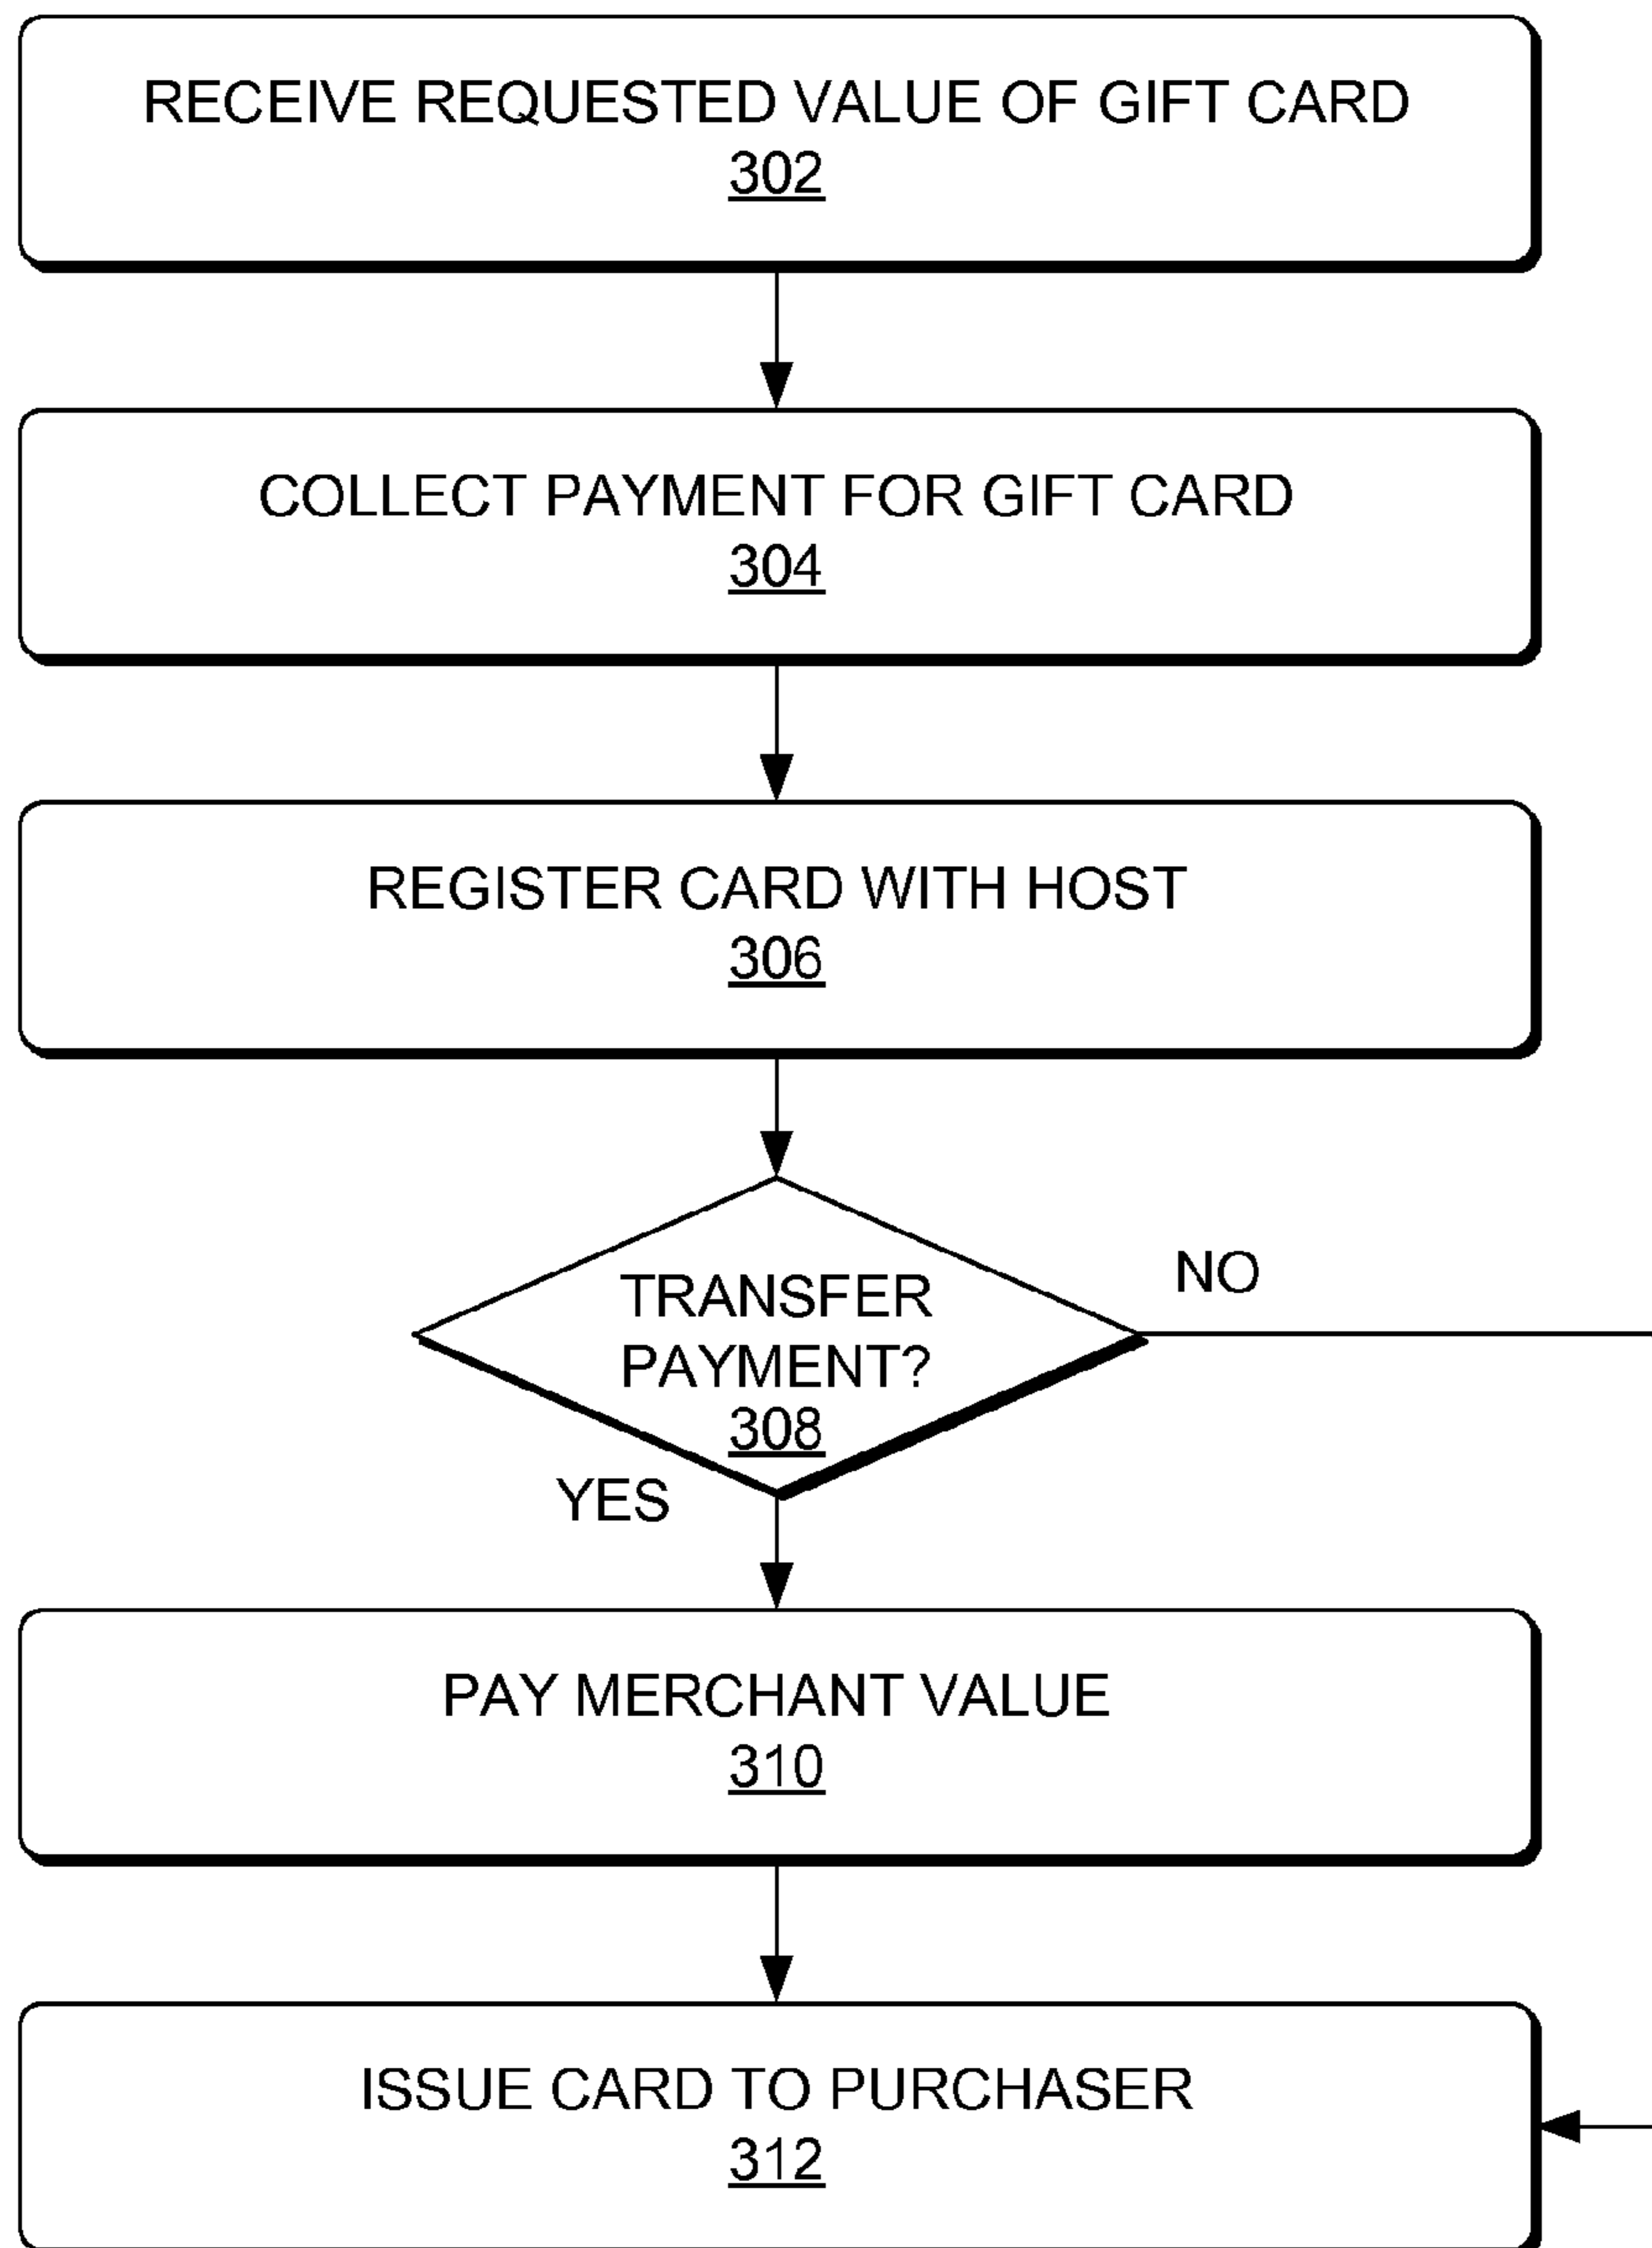 RECEIVE REQUESTED VALUE OF GIFT CARD
302
COLLECT PAYMENT FOR GIFT CARD
304
REGISTER CARD WITH HOST
306
TRANSFER
PAYMENT?
308
NO
YES
PAY MERCHANT VALUE
310
ISSUE CARD TO PURCHASER
312